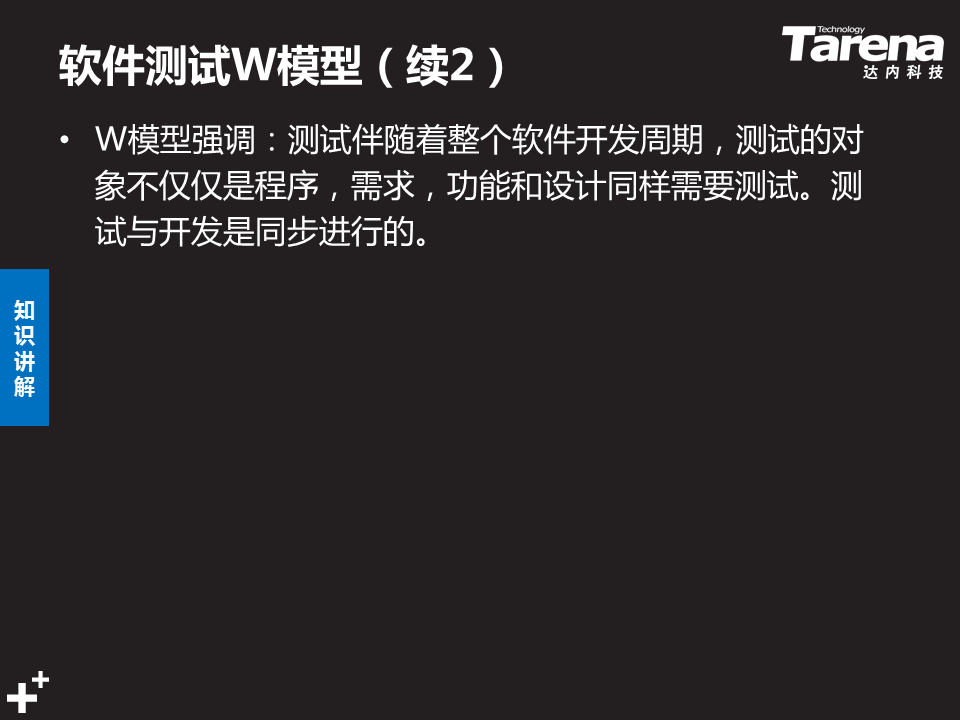 软件测试W模型（续2）
Technology
Tarena
达内科技
• W模型强调：测试伴随着整个软件开发周期，测试的对
象不仅仅是程序，需求，功能和设计同样需要测试。测
试与开发是同步进行的。
知
识
讲
解